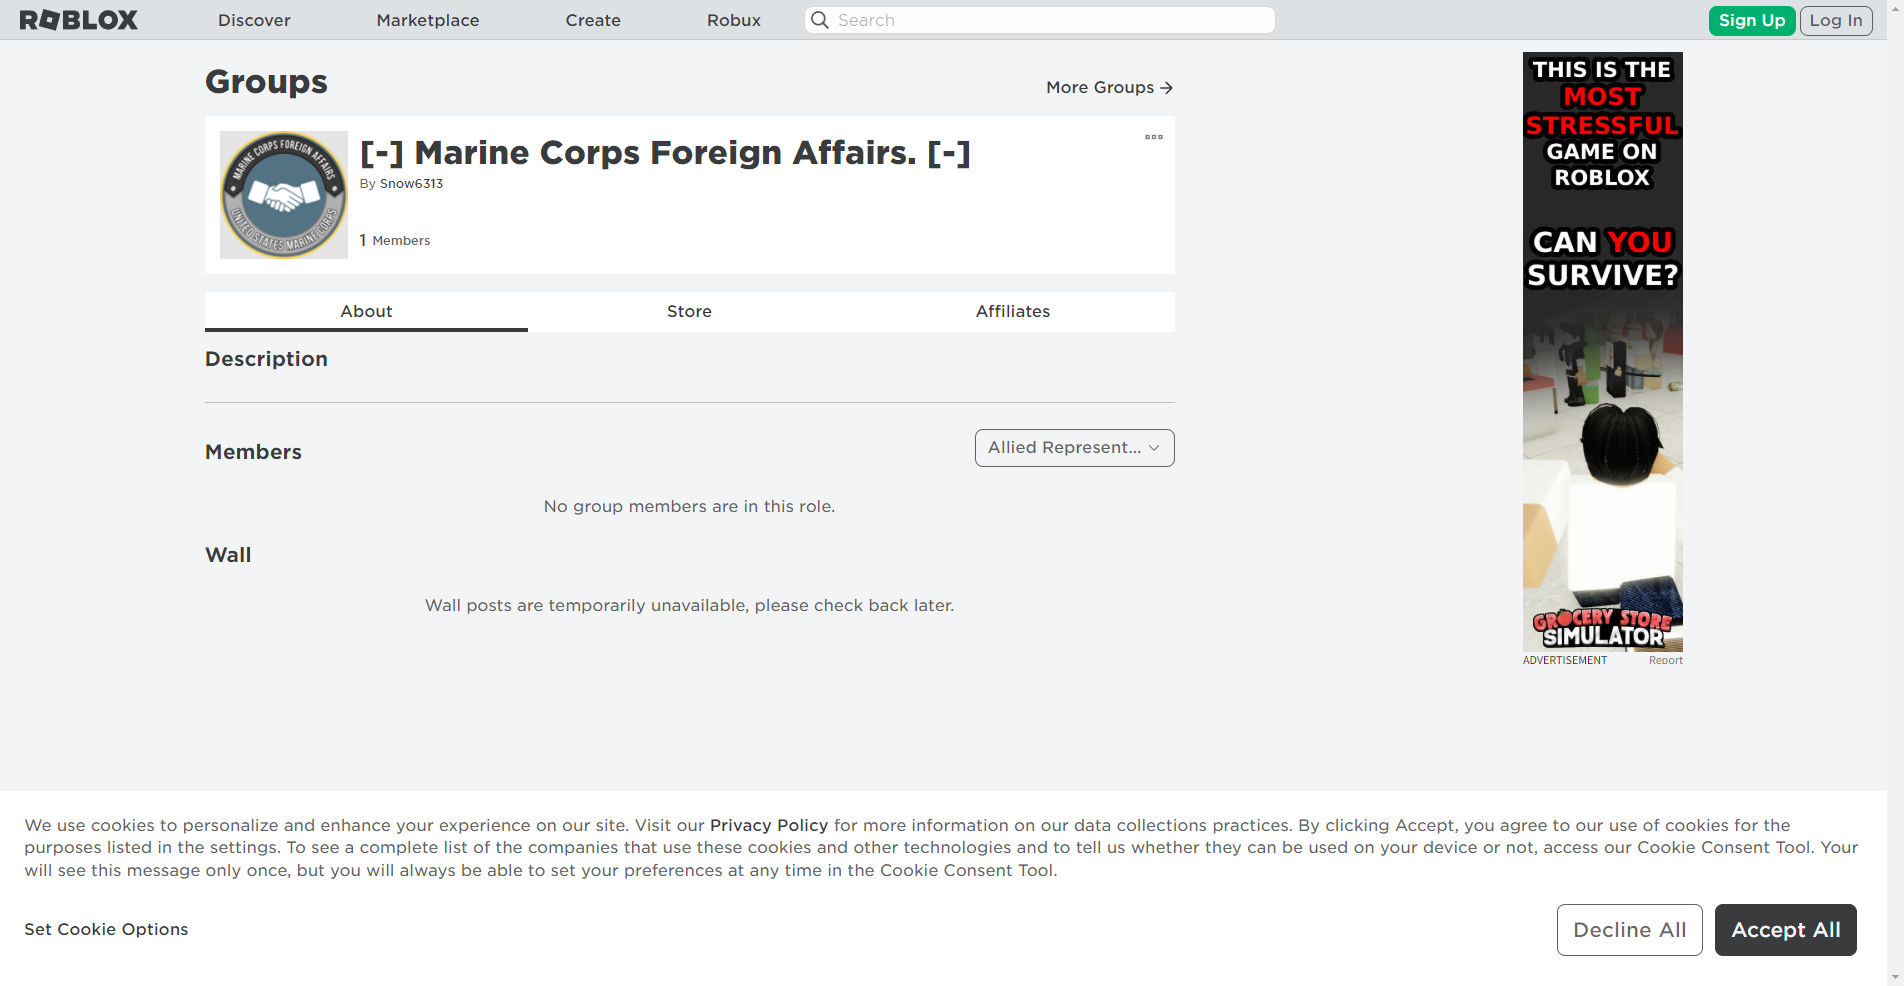 ROBLOX
Discover
Marketplace
Create
Robux
Search
Sign Up
Log In
Groups
More Groups →
MARINE CORPS FOREIGN AFFAIRS
UNITED STATES MARINE CORPS
[-] Marine Corps Foreign Affairs. [-]
By Snow6313
1 Members
About
Store
Affiliates
Description
Members
Allied Represent...
No group members are in this role.
Wall
Wall posts are temporarily unavailable, please check back later.
THIS IS THE
MOST
STRESSFUL
GAME ON
ROBLOX
CAN YOU
SURVIVE?
GROCERY STORE
SIMULATOR
ADVERTISEMENT
Report
We use cookies to personalize and enhance your experience on our site. Visit our Privacy Policy for more information on our data collections practices. By clicking Accept, you agree to our use of cookies for the
purposes listed in the settings. To see a complete list of the companies that use these cookies and other technologies and to tell us whether they can be used on your device or not, access our Cookie Consent Tool. Your
will see this message only once, but you will always be able to set your preferences at any time in the Cookie Consent Tool.
Set Cookie Options
Decline All
Accept All